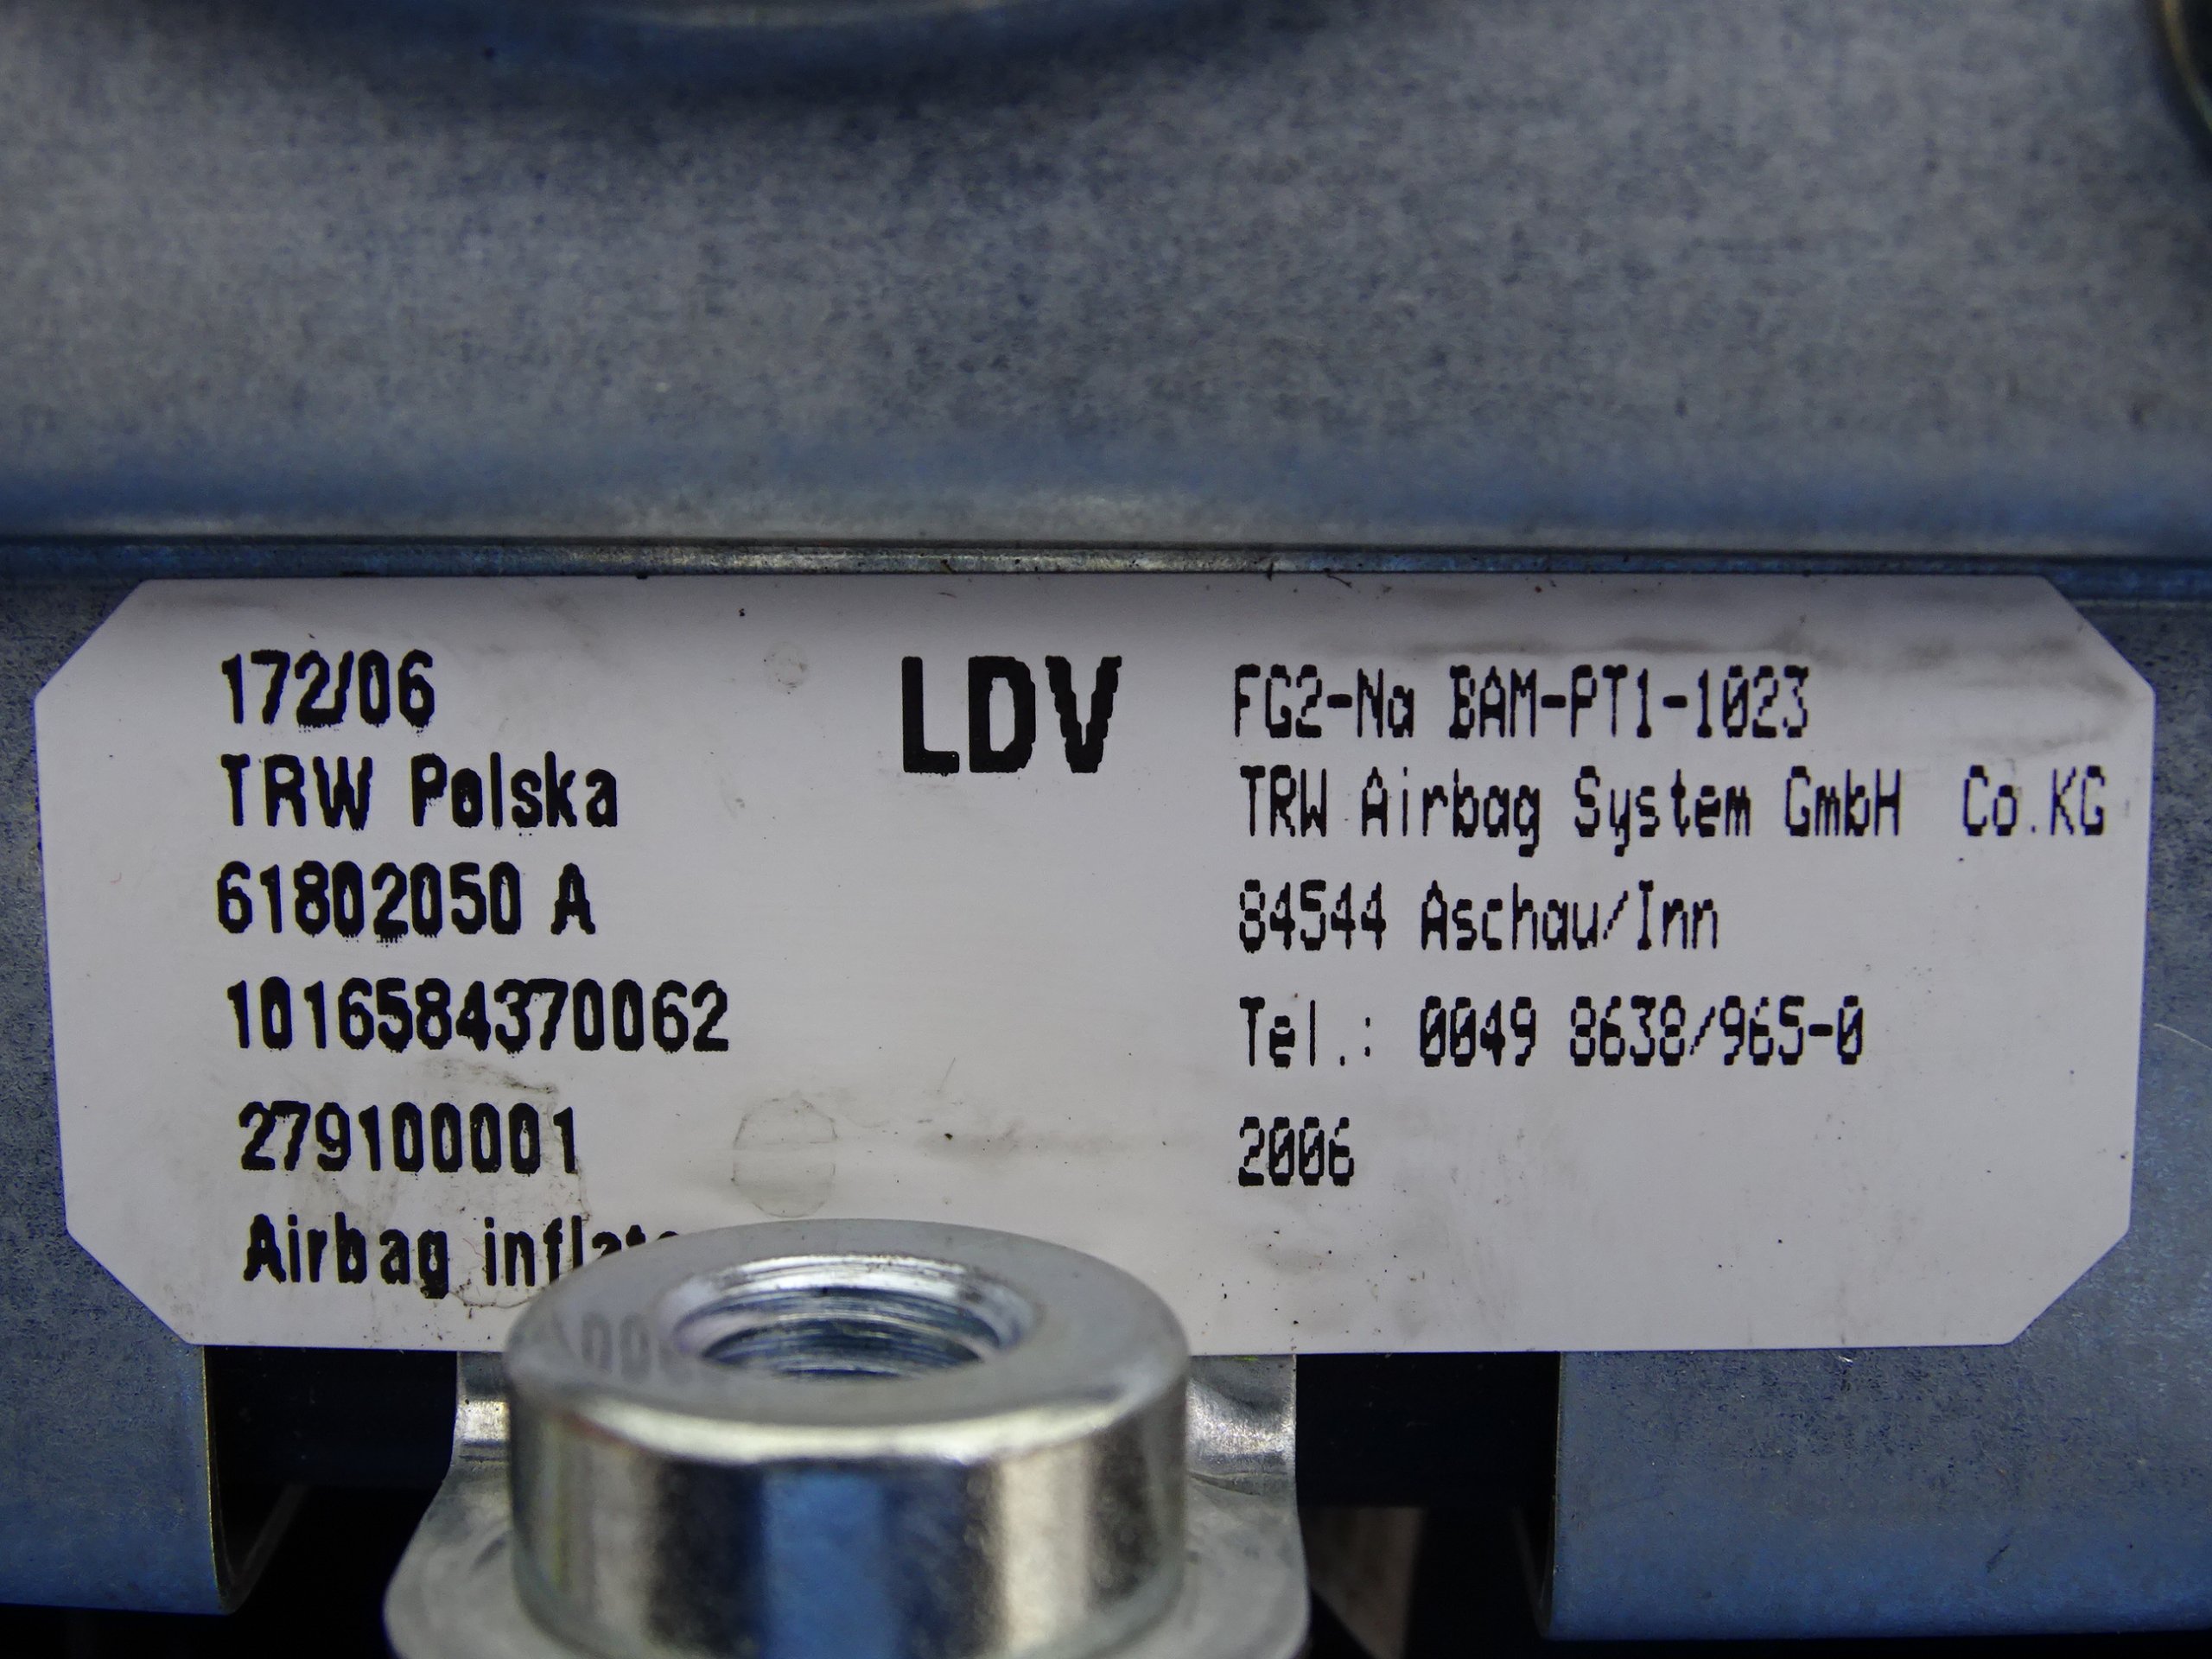 172/06
TRW Polska
61802050 A
1016584370062
279100001
Airbag
LDV
FG2-Na BAM-PT1-1023
TRW Airbag System GmbH Co.KG
84544 Aschau/Inn
Tel.: 0049 8638/965-0
2006